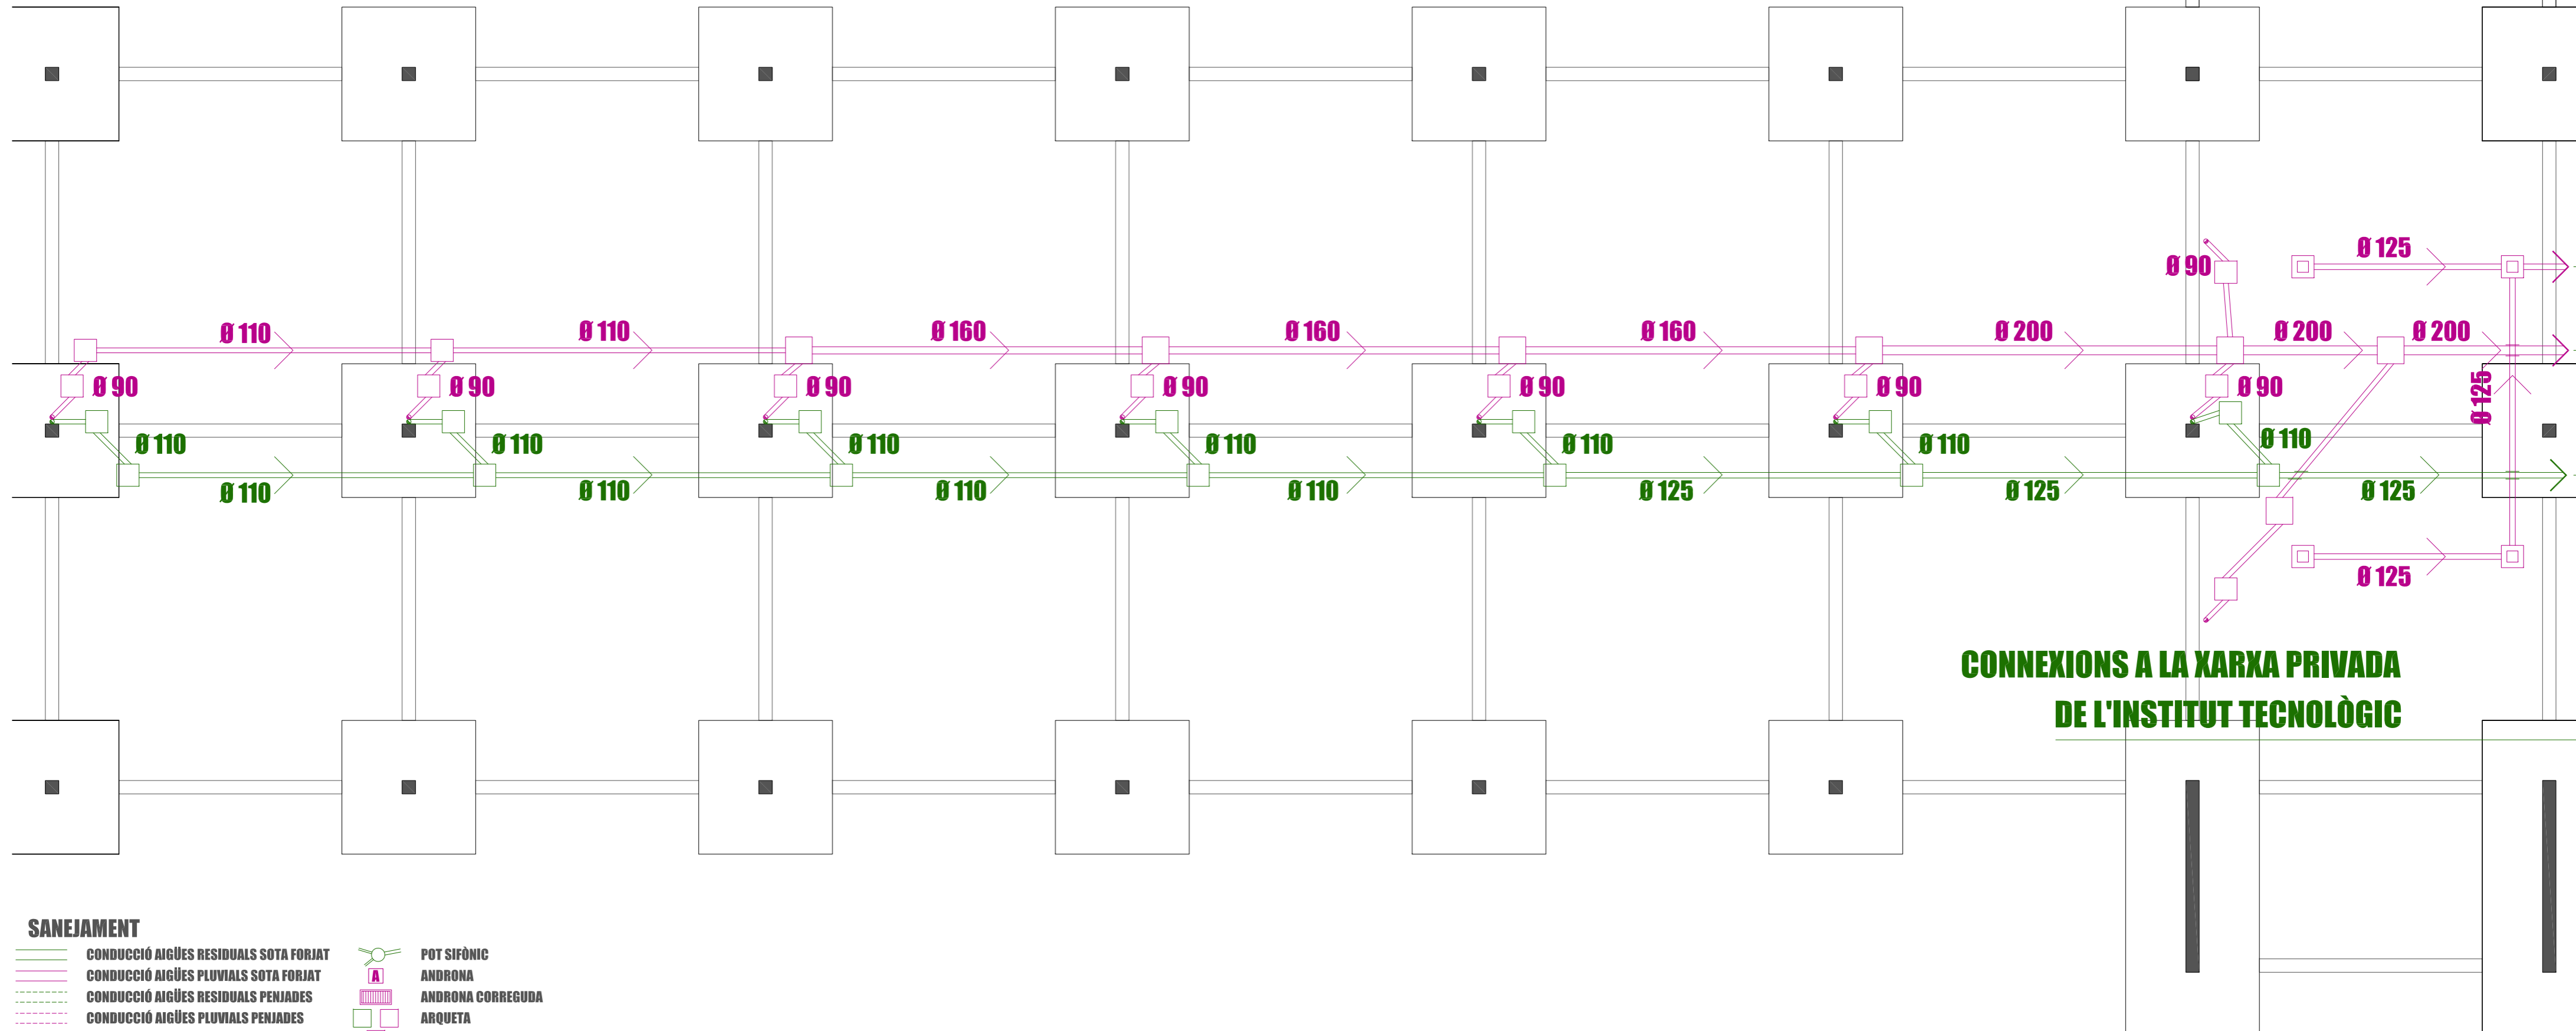 Ø 125
Ø 90
Ø 110
Ø 110
Ø 160
Ø 160
Ø 160
Ø 200
Ø 200
Ø 200
Ø 90
Ø 90
Ø 90
Ø 90
Ø 90
Ø 90
Ø 90
Ø 125
Ø 110
Ø 110
Ø 110
Ø 110
Ø 110
Ø 110
Ø 110
Ø 110
Ø 110
Ø 110
Ø 110
Ø 125
Ø 125
Ø 125
Ø 125
CONNEXIONS A LA XARXA PRIVADA
DE L'INSTITUT TECNOLÒGIC
SANEJAMENT
CONDUCCIÓ AIGÜES RESIDUALS SOTA FORJAT
CONDUCCIÓ AIGÜES PLUVIALS SOTA FORJAT
CONDUCCIÓ AIGÜES RESIDUALS PENJADES
CONDUCCIÓ AIGÜES PLUVIALS PENJADES
POT SIFÒNIC
A ANDRONA
ANDRONA CORREGUDA
ARQUETA